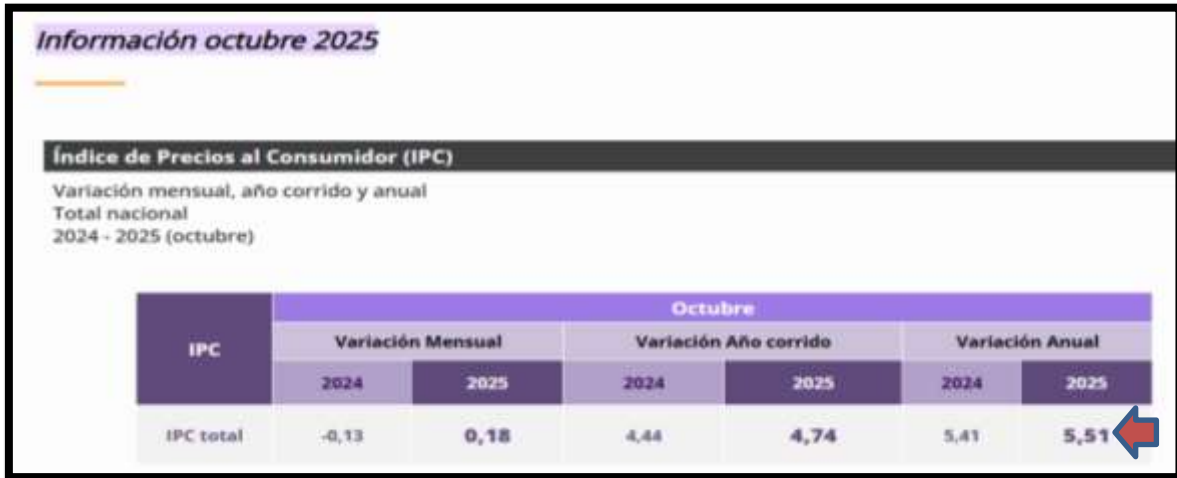 Información octubre 2025
Índice de Precios al Consumidor (IPC)
Variación mensual, año corrido y anual
Total nacional
2024 - 2025 (octubre)
IPC
Octubre
Variación Mensual Variación Año corrido Variación Anual
2024 2025 2024 2025 2024 2025
IPC total -0,13 0,18 4,44 4,74 5,41 5,51